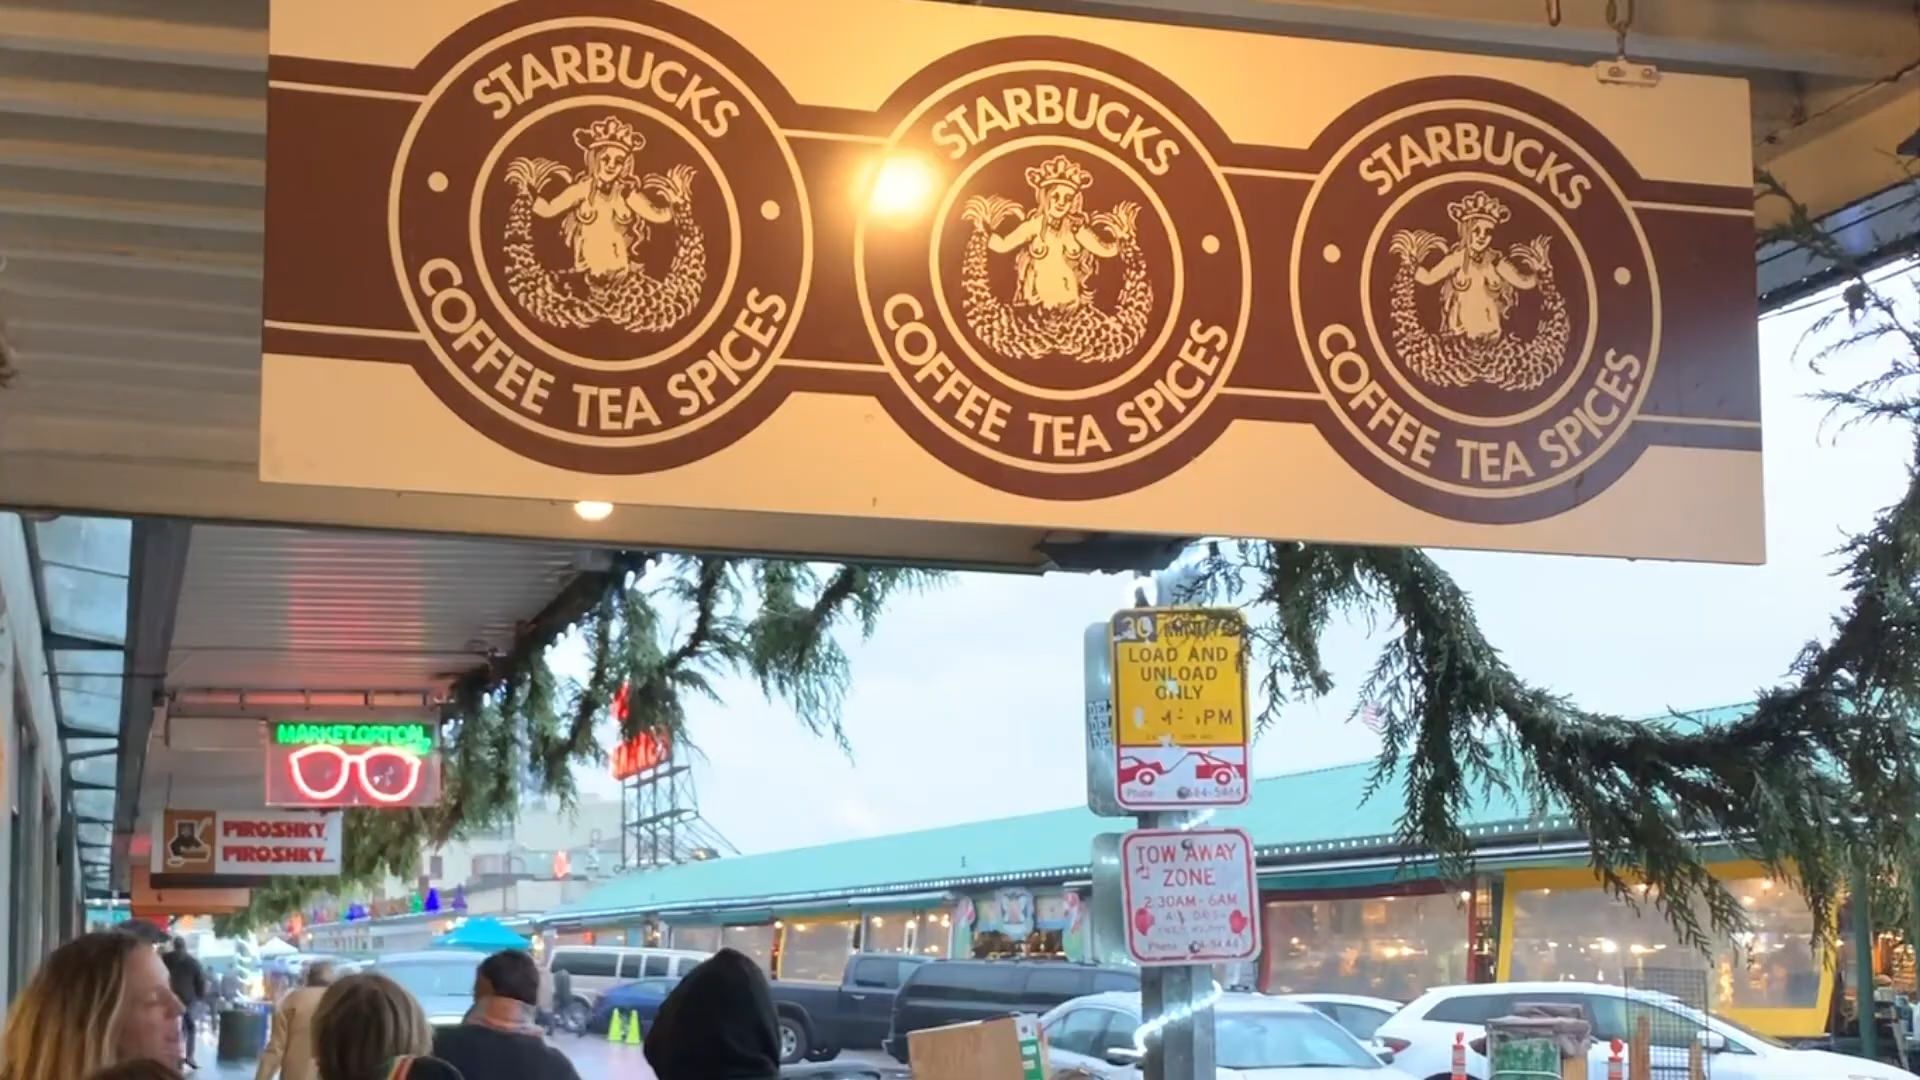 STARBUCKS
COFFEE TEA SPICES
STARBUCKS
COFFEE TEA SPICES
STARBUCKS
COFFEE TEA SPICES
LOAD AND
UNLOAD
ONLY
PM
MARKET OPTICAL
PIROSHKY,
PIROSHKY...
TOW AWAY
ZONE
2:30AM-6AM
Phone